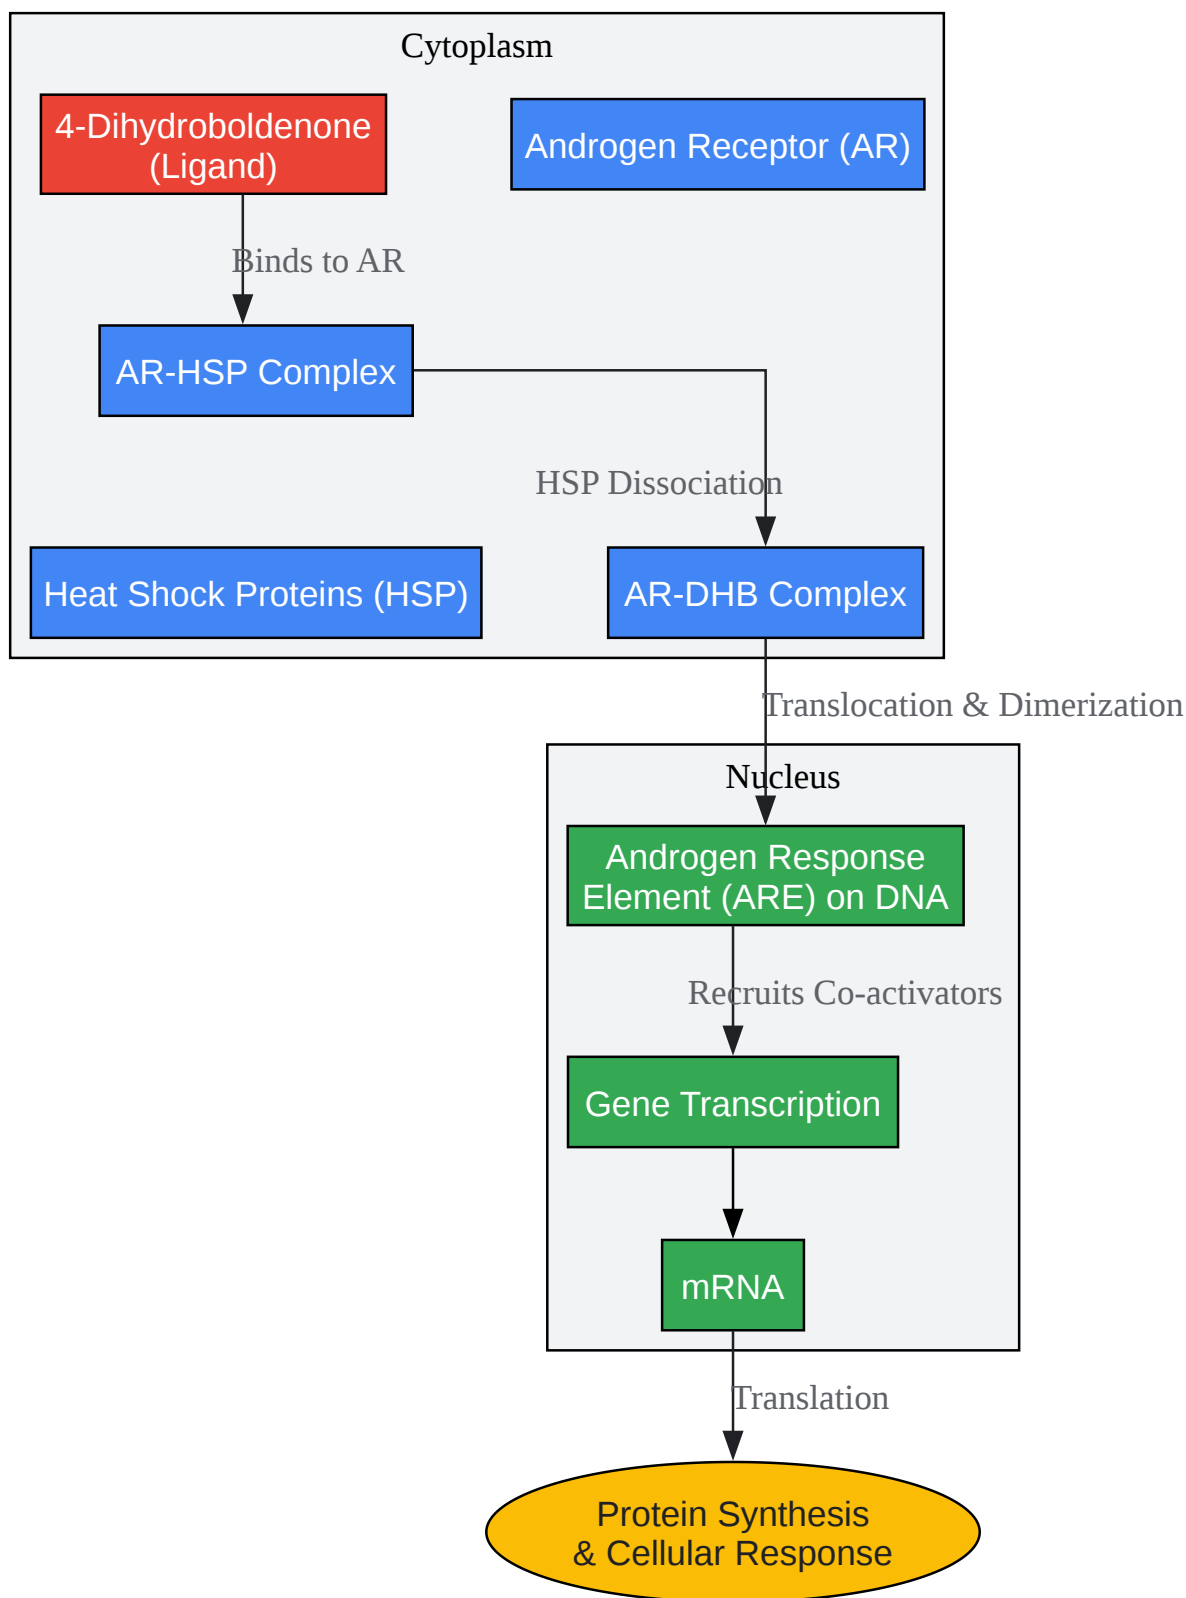 Cytoplasm
4-Dihydroboldenone
(Ligand)
Androgen Receptor (AR)
Binds to AR
AR-HSP Complex
HSP Dissociation
Heat Shock Proteins (HSP)
AR-DHB Complex
Translocation & Dimerization
Nucleus
Androgen Response
Element (ARE) on DNA
Recruits Co-activators
Gene Transcription
mRNA
Translation
Protein Synthesis
& Cellular Response